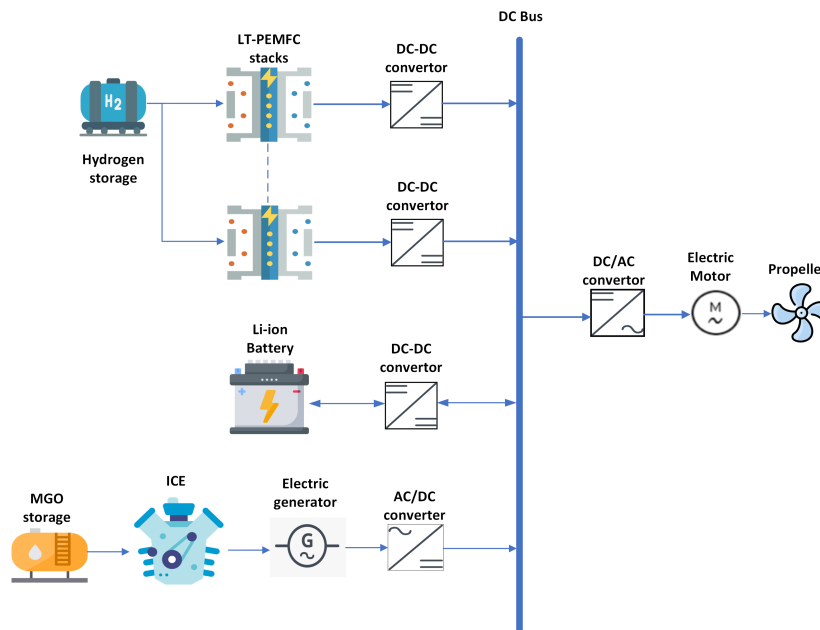 DC Bus
LT-PEMFC
stacks
DC-DC
convertor
H2
Hydrogen
storage
DC-DC
convertor
DC/AC
convertor
Electric
Motor
Propelle
M
Li-ion
Battery
DC-DC
convertor
MGO
storage
ICE
Electric
generator
G
AC/DC
converter